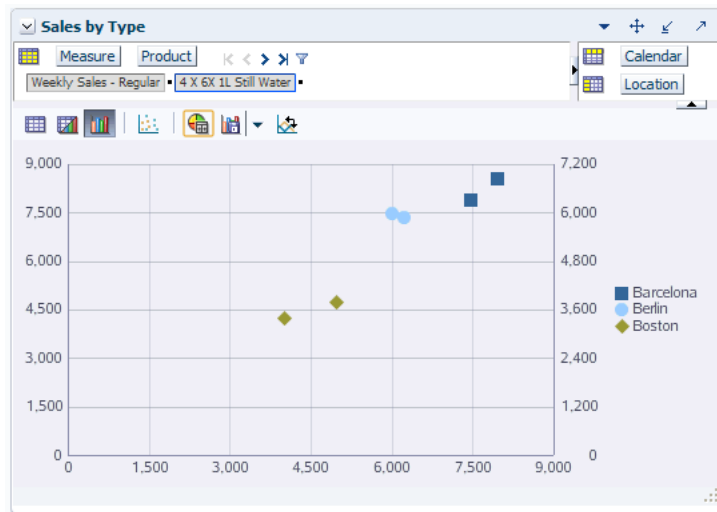 Sales by Type
Measure Product
Weekly Sales - Regular 4 X 6X 1L Still Water
Calendar
Location
9,000 7,200
7,500 6,000
6,000 4,800
4,500 3,600
3,000 2,400
1,500 1,200
0 0
0 1,500 3,000 4,500 6,000 7,500 9,000
Barcelona
Berlin
Boston